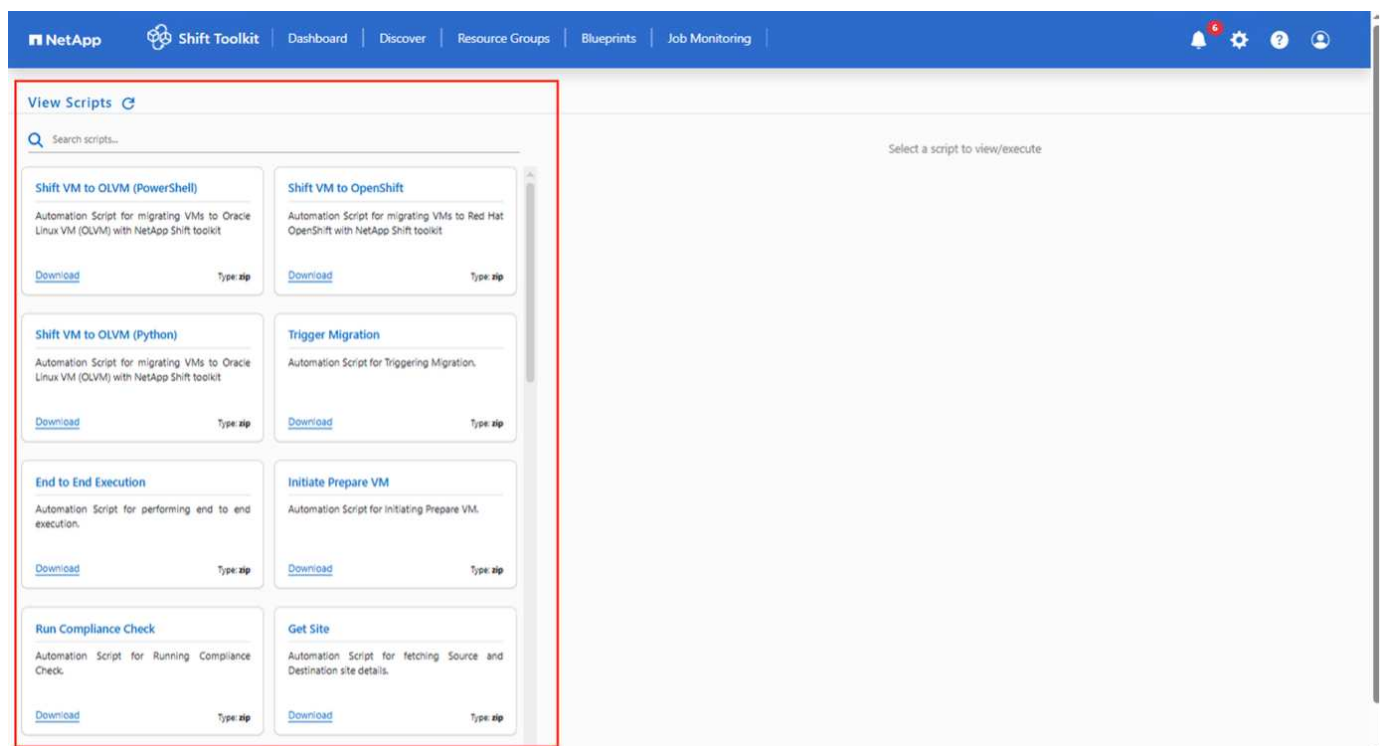 NetApp
Shift Toolkit
Dashboard
Discover
Resource Groups
Blueprints
Job Monitoring
6
?
View Scripts
Search scripts...
Select a script to view/execute
Shift VM to OLVM (PowerShell)
Automation Script for migrating VMs to Oracle
Linux VM (OLVM) with NetApp Shift toolkit
Download
Type: zip
Shift VM to OpenShift
Automation Script for migrating VMs to Red Hat
OpenShift with NetApp Shift toolkit
Download
Type: zip
Shift VM to OLVM (Python)
Automation Script for migrating VMs to Oracle
Linux VM (OLVM) with NetApp Shift toolkit
Download
Type: zip
Trigger Migration
Automation Script for Triggering Migration.
Download
Type: zip
End to End Execution
Automation Script for performing end to end
execution.
Download
Type: zip
Initiate Prepare VM
Automation Script for Initiating Prepare VM.
Download
Type: zip
Run Compliance Check
Automation Script for Running Compliance
Check.
Download
Type: zip
Get Site
Automation Script for fetching Source and
Destination site details.
Download
Type: zip